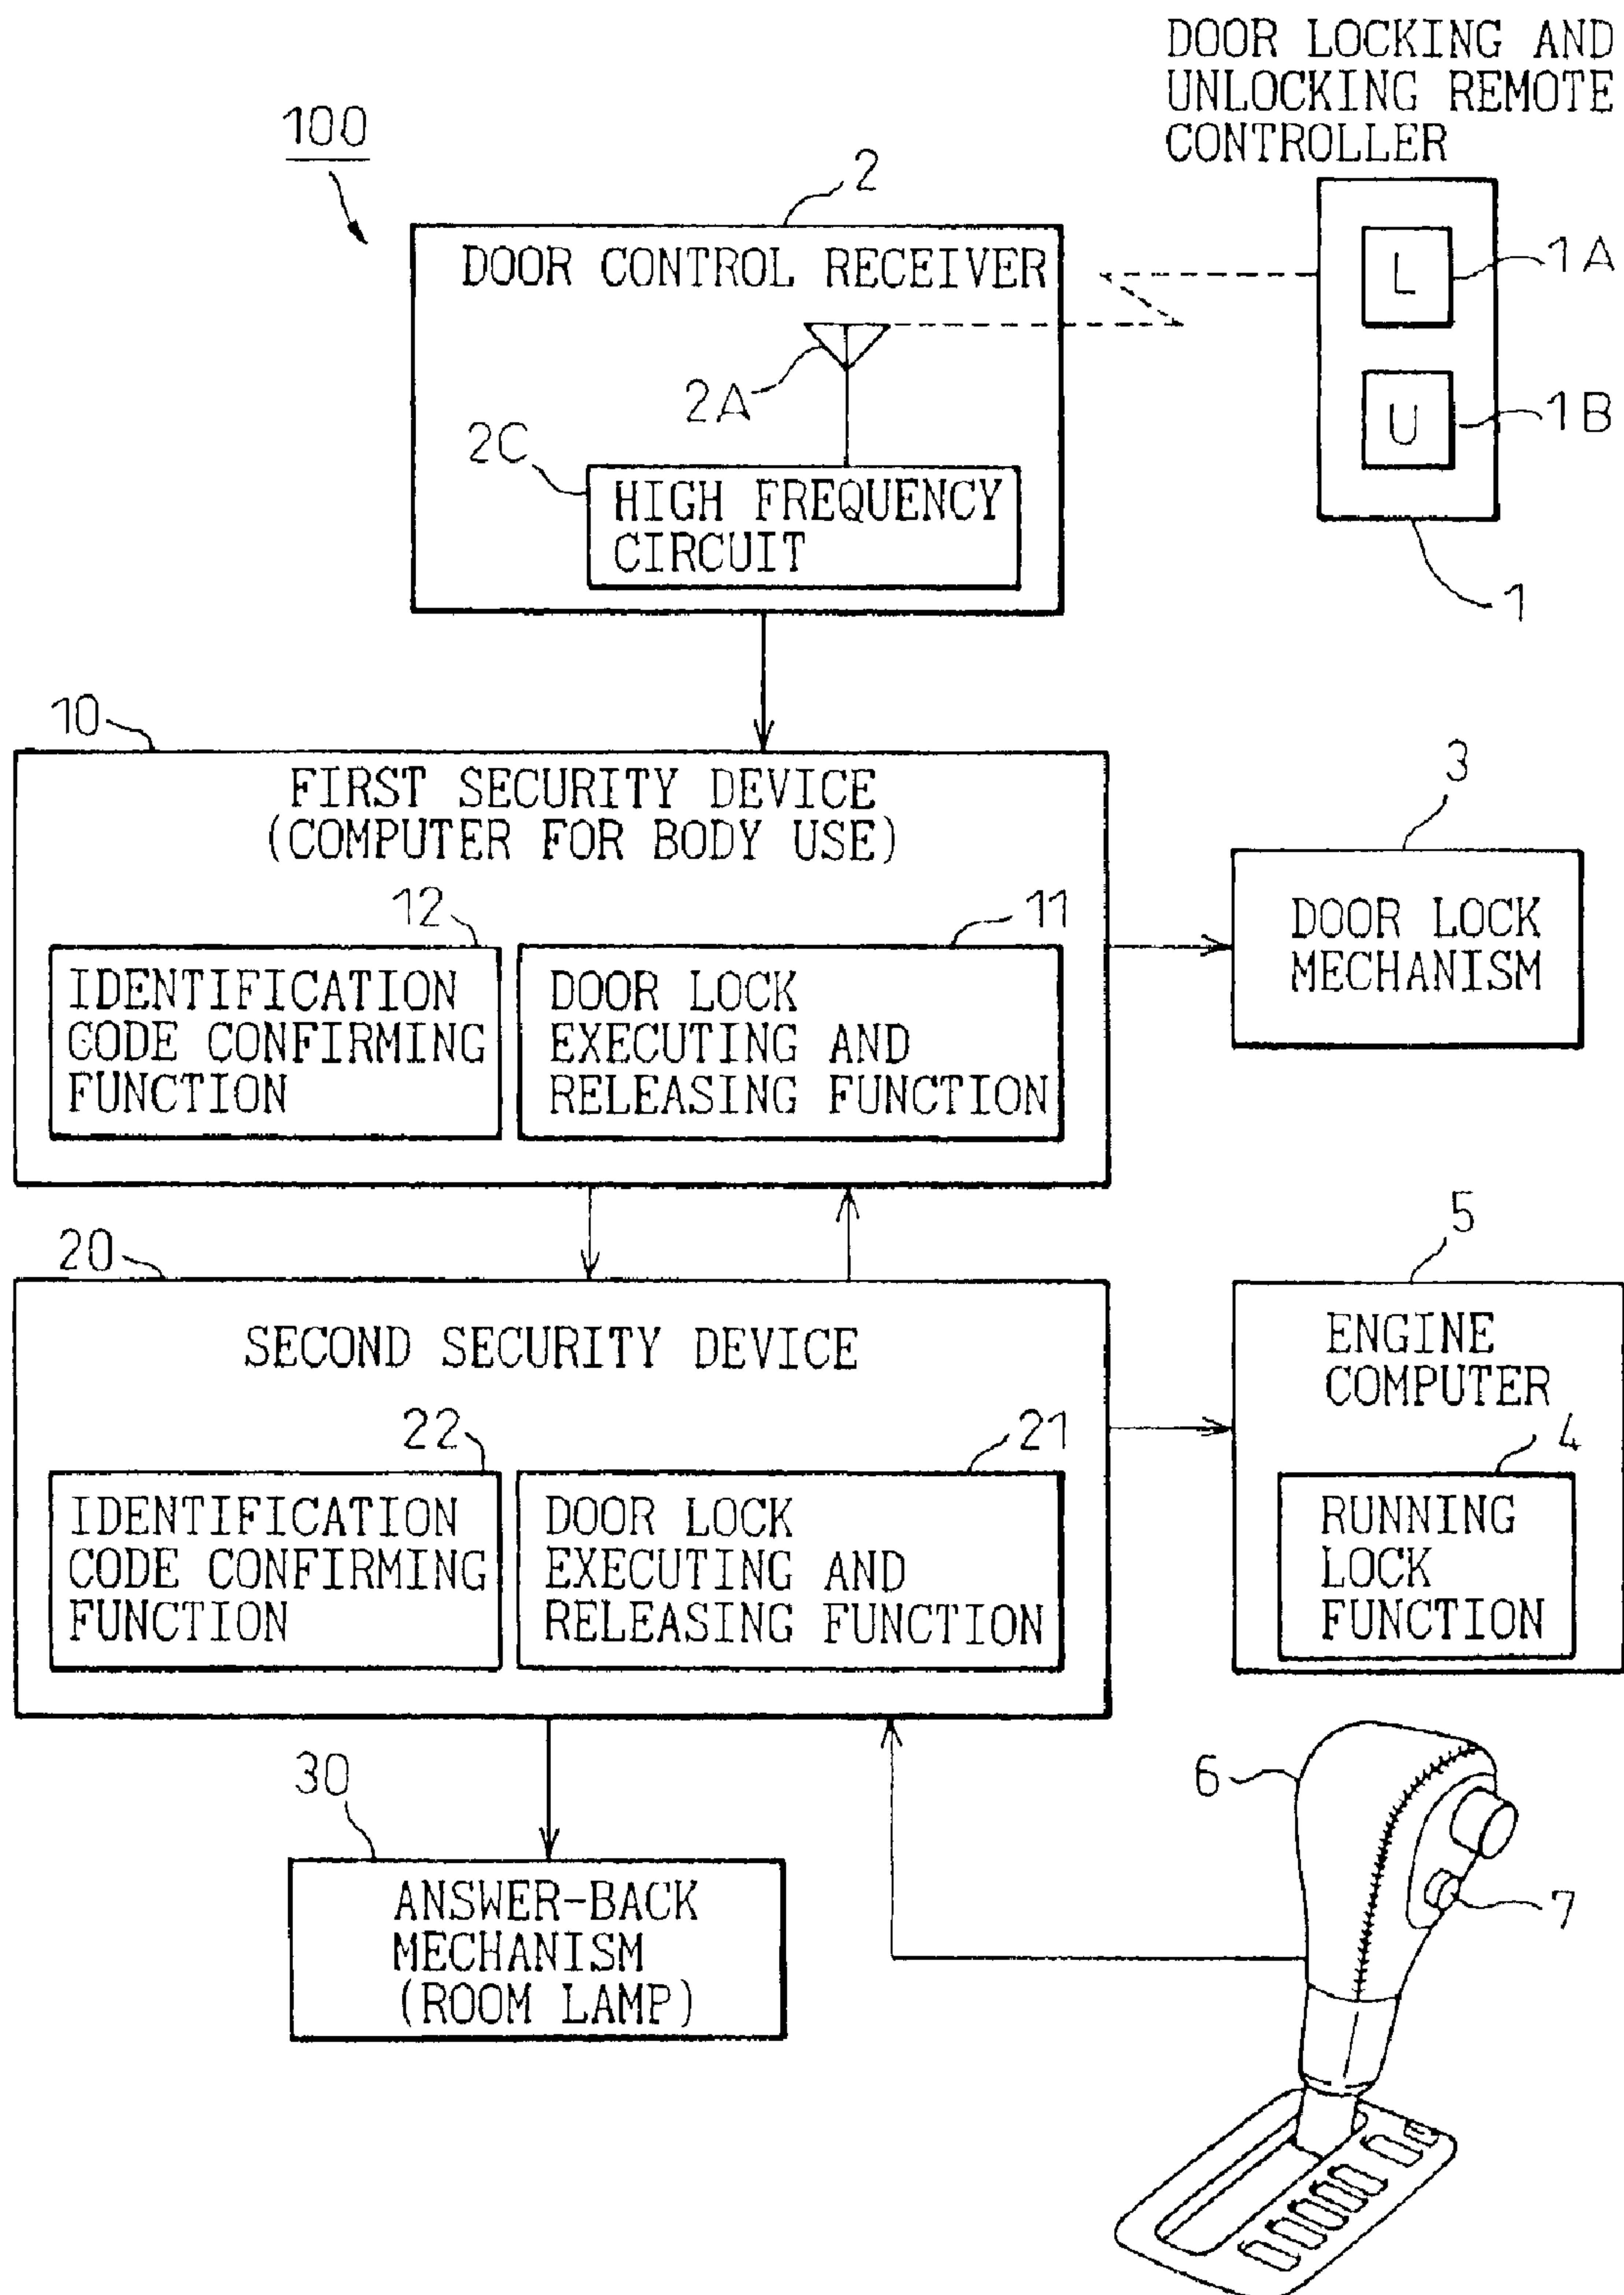 DOOR LOCKING AND
UNLOCKING REMOTE
CONTROLLER
100
2
DOOR CONTROL RECEIVER
L
1A
2A
U
1B
2C
HIGH FREQUENCY
CIRCUIT
1
10
FIRST SECURITY DEVICE
(COMPUTER FOR BODY USE)
3
DOOR LOCK
MECHANISM
12
11
IDENTIFICATION
CODE CONFIRMING
FUNCTION
DOOR LOCK
EXECUTING AND
RELEASING FUNCTION
20
SECOND SECURITY DEVICE
5
ENGINE
COMPUTER
22
21
4
IDENTIFICATION
CODE CONFIRMING
FUNCTION
DOOR LOCK
EXECUTING AND
RELEASING FUNCTION
RUNNING
LOCK
FUNCTION
30
6
ANSWER-BACK
MECHANISM
(ROOM LAMP)
7